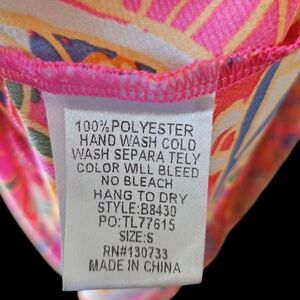 100% POLYESTER
HAND WASH COLD
WASH SEPARA TELY
COLOR WILL BLEED
NO BLEACH
HANG TO DRY
STYLE:B8430
PO:TL77615
SIZE:S
RN#130733
MADE IN CHINA